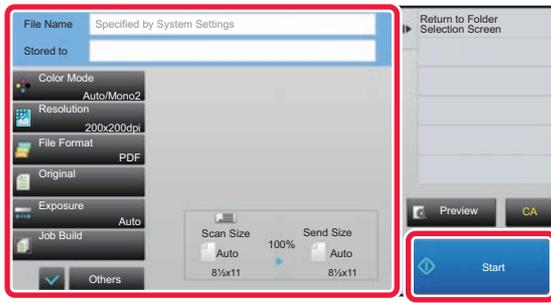 File Name
Specified by System Settings
Stored to
Color Mode
Auto/Mono2
Resolution
200x200dpi
File Format
PDF
Original
Exposure
Auto
Job Build
Others
Scan Size
Auto
8½x11
100%
Send Size
Auto
8½x11
Return to Folder
Selection Screen
Preview
CA
Start